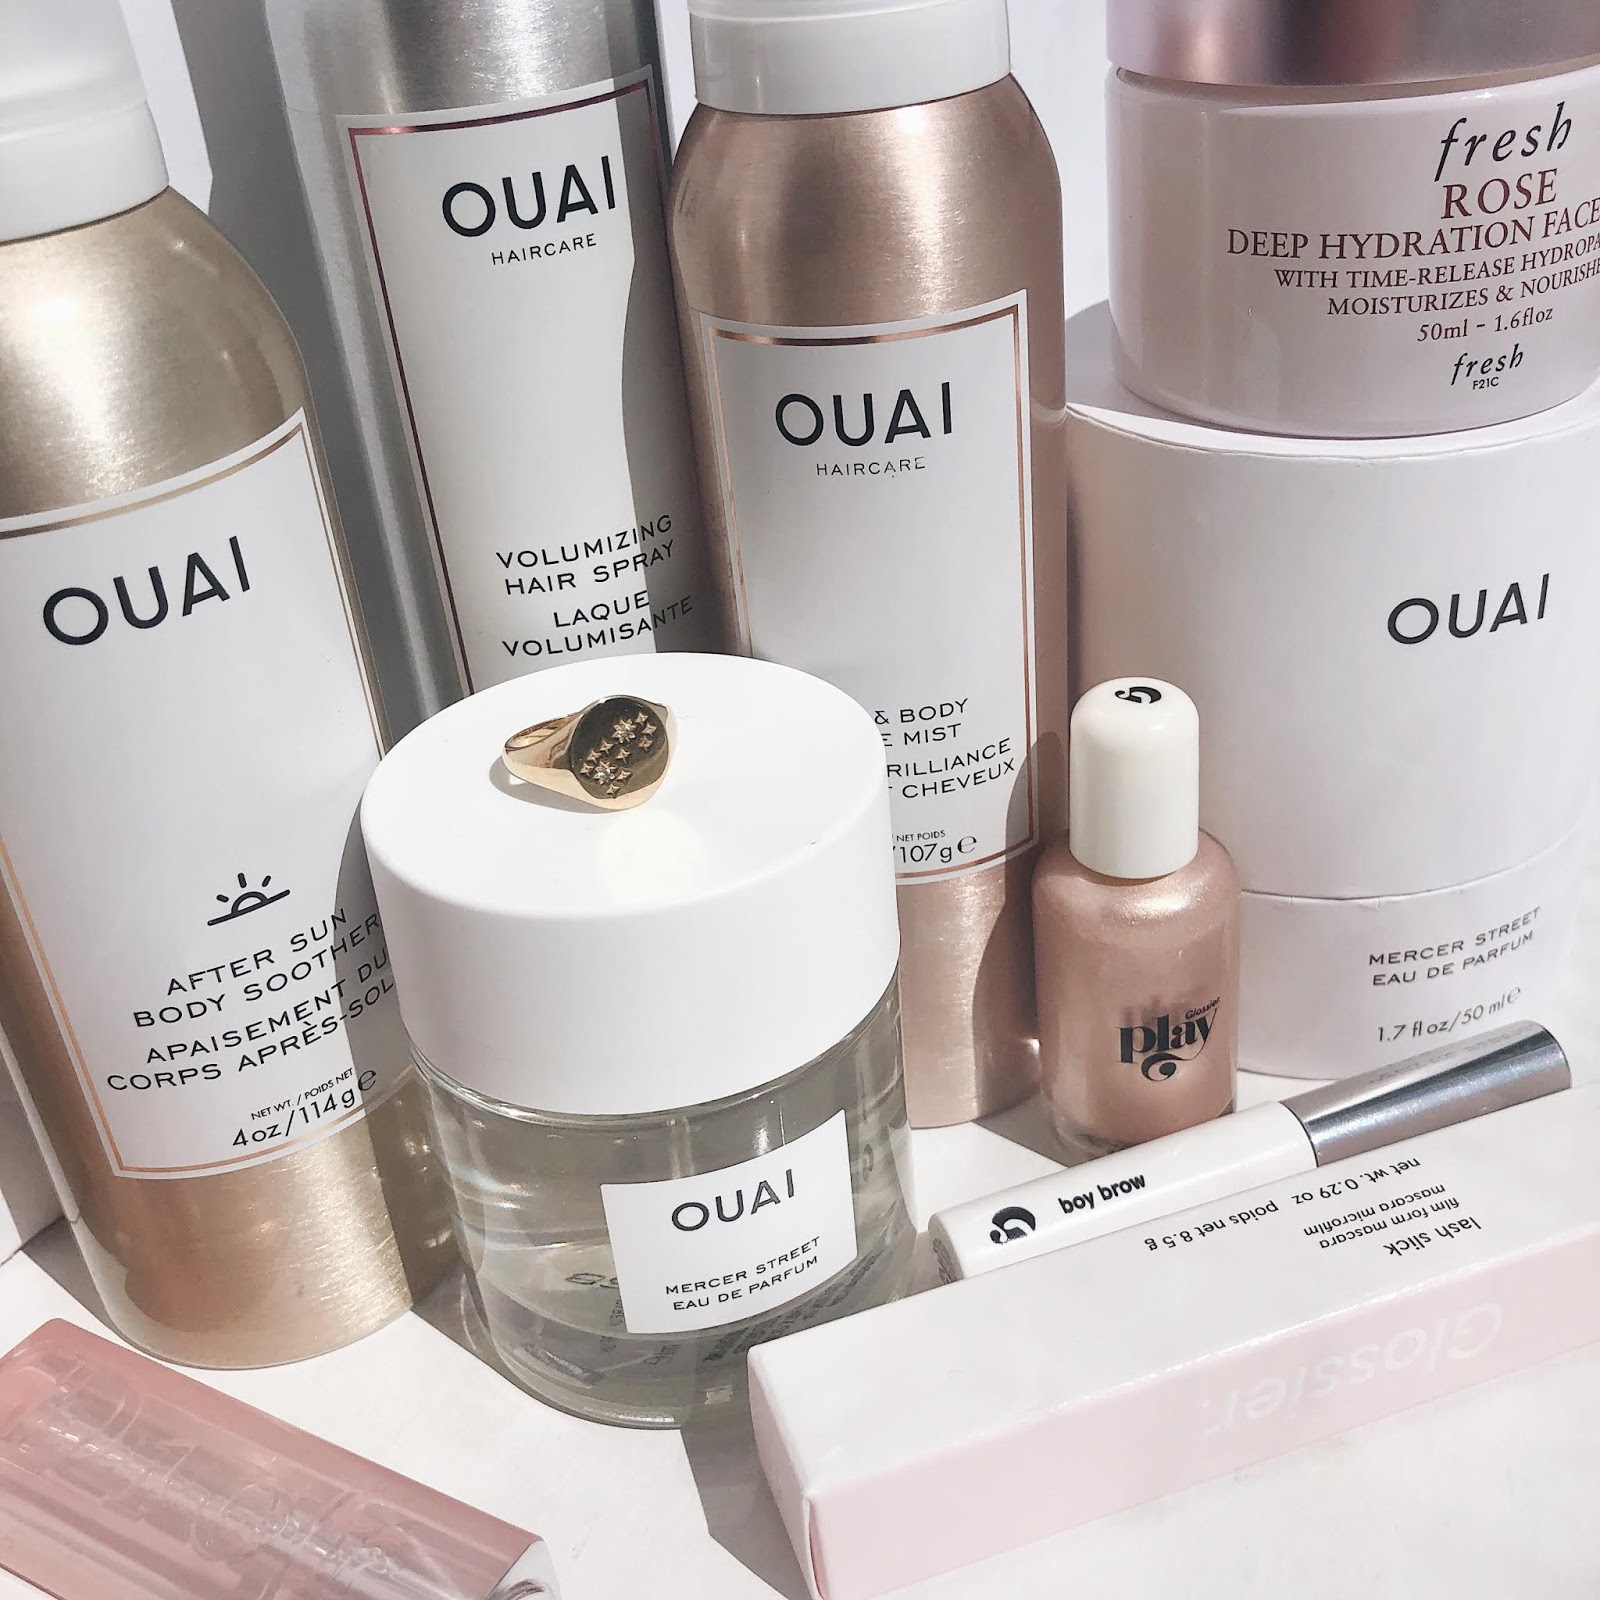 OUAI
AFTER SUN
BODY SOOTHER
APAISEMENT DU
CORPS APRÈS-SOL
NET WT. / POIDS NET
4oz/114g e
OUAI
HAIRCARE
VOLUMIZING
HAIR SPRAY
LAQUE
VOLUMISANTE
OUAI
HAIRCARE
& BODY
E MIST
RILLIANCE
T CHEVEUX
NET POIDS
/107g e
fresh
ROSE
DEEP HYDRATION FACE
WITH TIME-RELEASE HYDROPA
MOISTURIZES & NOURISHE
50ml - 1.6floz
fresh
F21C
OUAI
MERCER STREET
EAU DE PARFUM
1.7 fl oz/50 ml e
OUAI
MERCER STREET
EAU DE PARFUM
G
Glossier
play
G boy brow
lash slick
film form mascara
mascara microfilm
net wt. 0.29 oz poids net 8.5 g
Glossier.